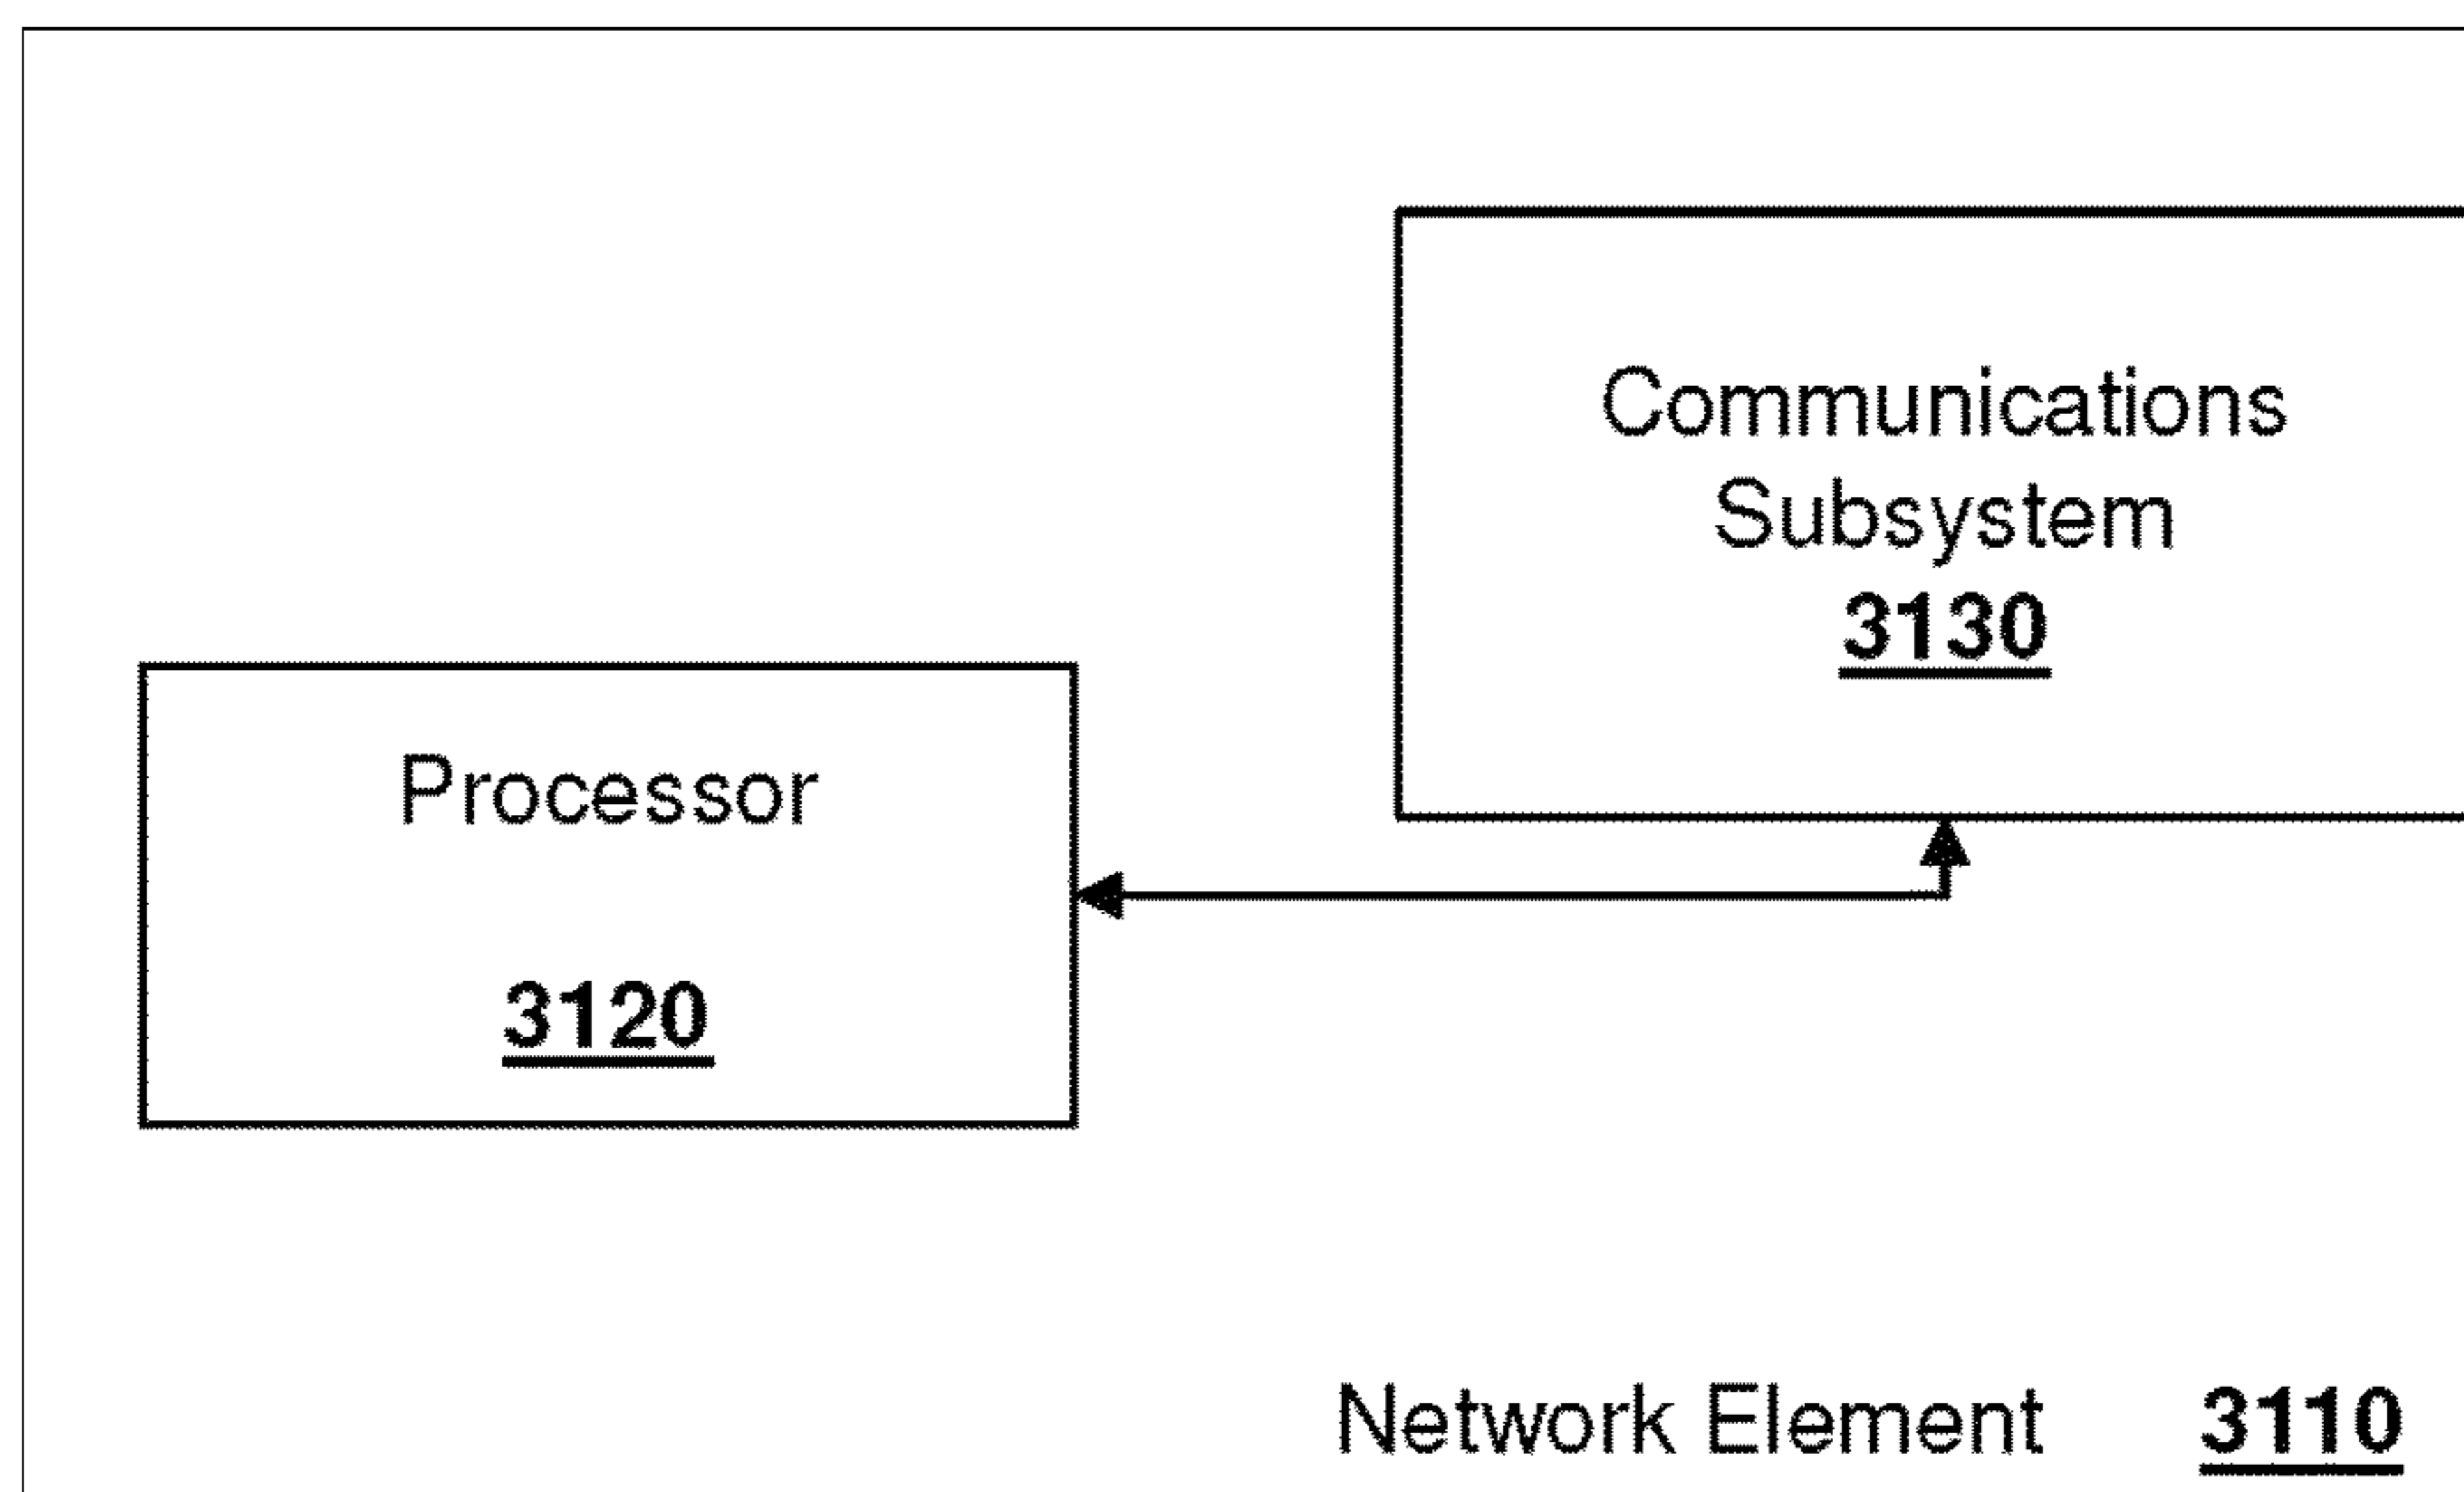 Communications
Subsystem
3130
Processor
3120
Network Element 3110